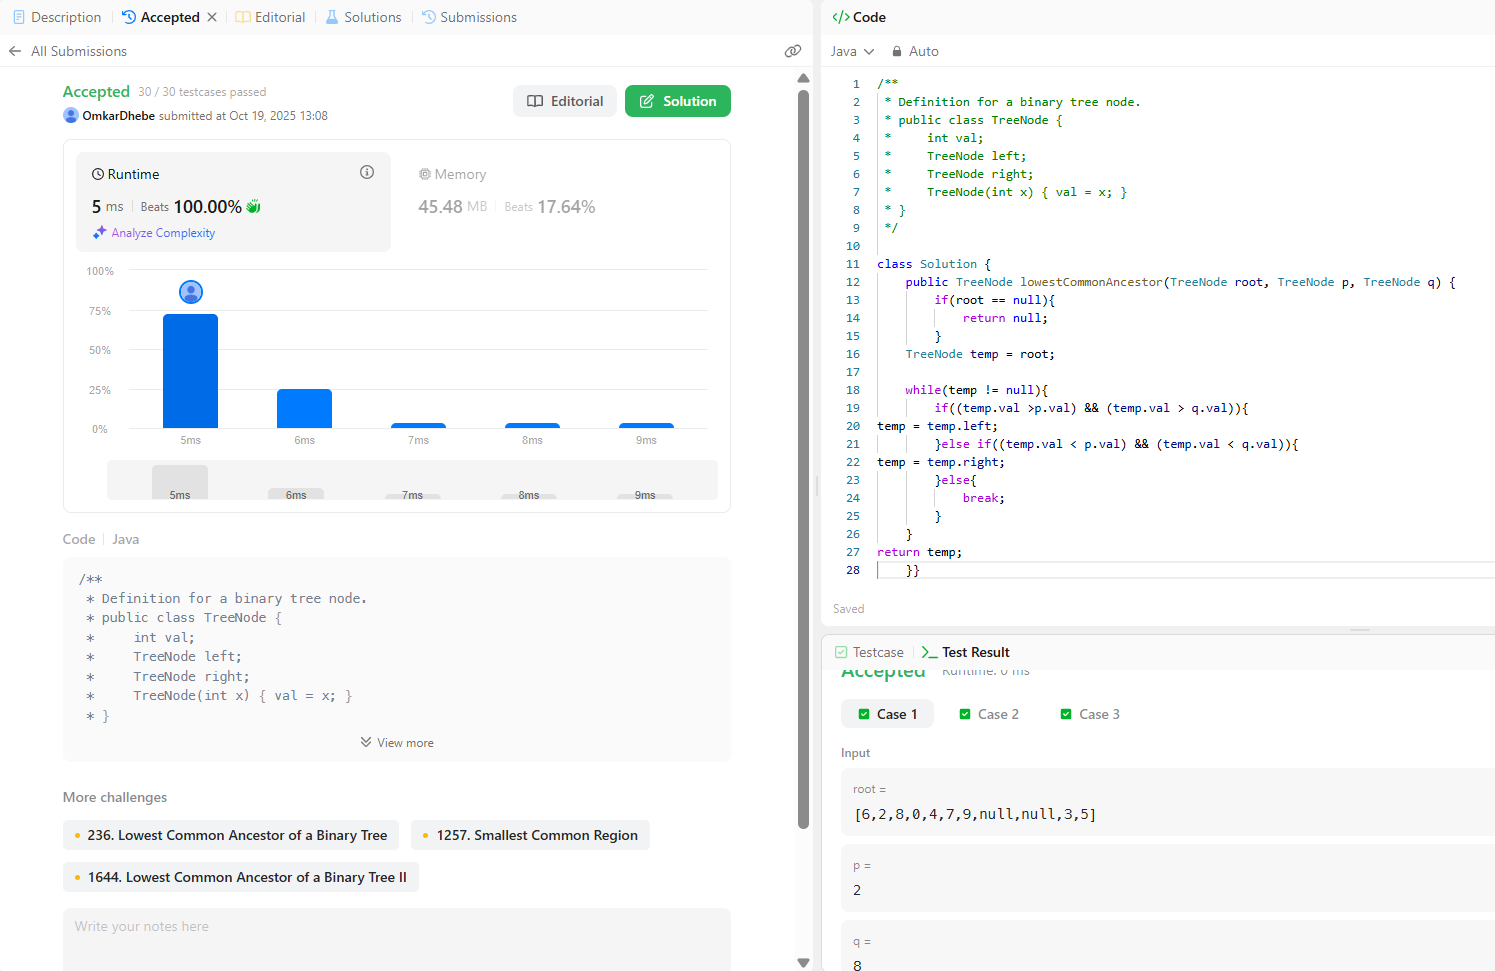 Description
Accepted
Editorial
Solutions
Submissions
All Submissions
Accepted 30 / 30 testcases passed
OmkarDhebe submitted at Oct 19, 2025 13:08
Editorial
Solution
Runtime
5 ms Beats 100.00%
Analyze Complexity
Memory
45.48 MB Beats 17.64%
100%
75%
50%
25%
0%
5ms 6ms 7ms 8ms 9ms
5ms 6ms 7ms 8ms 9ms
Code Java
/**
 * Definition for a binary tree node.
 * public class TreeNode {
 *     int val;
 *     TreeNode left;
 *     TreeNode right;
 *     TreeNode(int x) { val = x; }
 * }
View more
More challenges
236. Lowest Common Ancestor of a Binary Tree
1257. Smallest Common Region
1644. Lowest Common Ancestor of a Binary Tree II
Write your notes here
</> Code
Java
Auto
1 /**
2  * Definition for a binary tree node.
3  * public class TreeNode {
4  *     int val;
5  *     TreeNode left;
6  *     TreeNode right;
7  *     TreeNode(int x) { val = x; }
8  * }
9  */
10
11 class Solution {
12     public TreeNode lowestCommonAncestor(TreeNode root, TreeNode p, TreeNode q) {
13         if(root == null){
14             return null;
15         }
16     TreeNode temp = root;
17
18     while(temp != null){
19         if((temp.val >p.val) && (temp.val > q.val)){
20 temp = temp.left;
21         }else if((temp.val < p.val) && (temp.val < q.val)){
22 temp = temp.right;
23         }else{
24             break;
25         }
26     }
27 return temp;
28     }}
Saved
Testcase
Test Result
Accepted Runtime: 0 ms
Case 1
Case 2
Case 3
Input
root =
[6,2,8,0,4,7,9,null,null,3,5]
p =
2
q =
8